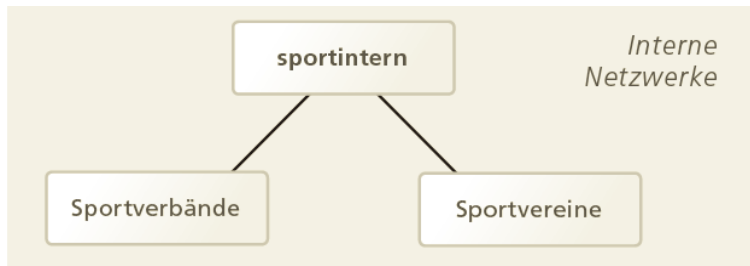 sportintern
Interne
Netzwerke
Sportverbände
Sportvereine